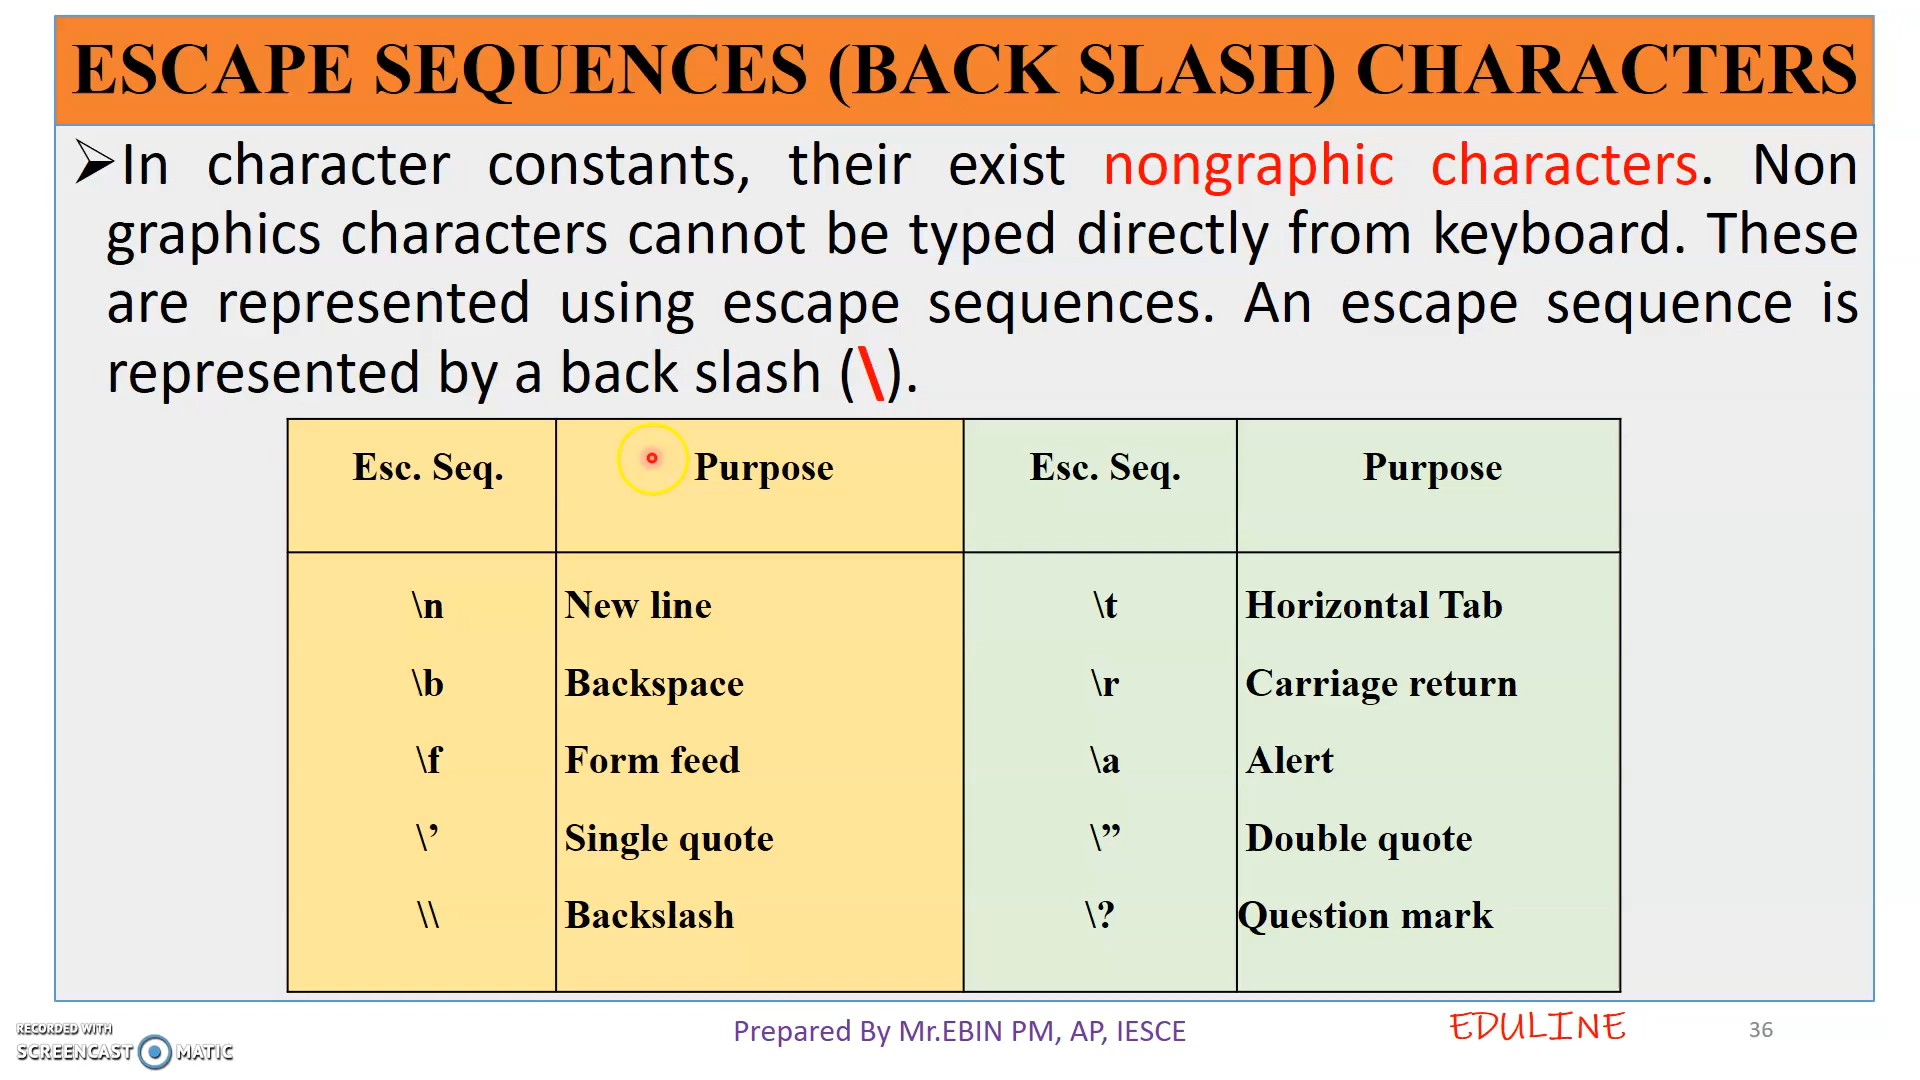 ESCAPE SEQUENCES (BACK SLASH) CHARACTERS
➢In character constants, their exist nongraphic characters. Non
graphics characters cannot be typed directly from keyboard. These
are represented using escape sequences. An escape sequence is
represented by a back slash (\).
Esc. Seq. Purpose Esc. Seq. Purpose
\n New line \t Horizontal Tab
\b Backspace \r Carriage return
\f Form feed \a Alert
\’ Single quote \” Double quote
\\ Backslash \? Question mark
Prepared By Mr.EBIN PM, AP, IESCE EDULINE 36
RECORDED WITH
SCREENCAST MATIC